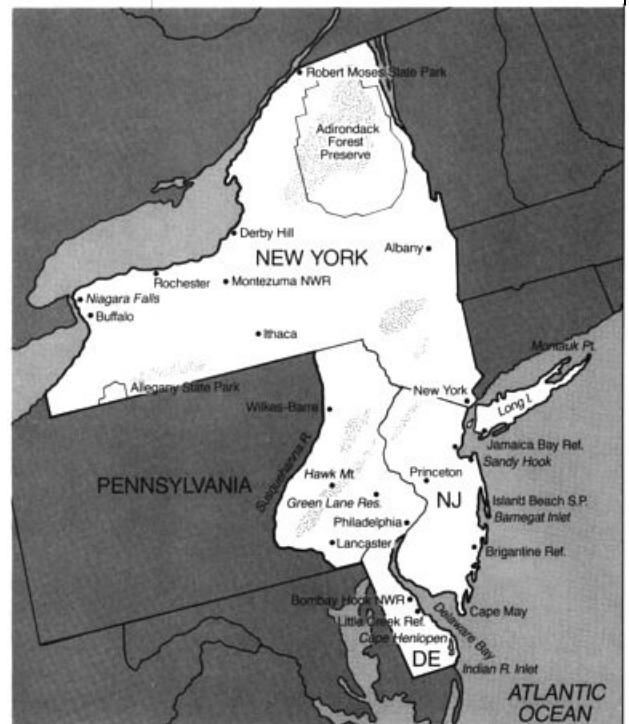 Robert Moses State Park
Adirondack
Forest
Preserve
Derby Hill
NEW YORK
Albany
Rochester
Montezuma NWR
Niagara Falls
Buffalo
Ithaca
Montauk Pt.
Allegany State Park
New York
Long I.
Wilkes-Barre
Jamaica Bay Ref.
Sandy Hook
Susquehanna R.
Hawk Mt.
Princeton
PENNSYLVANIA
Green Lane Res.
NJ
Island Beach S.P.
Barnegat Inlet
Philadelphia
Lancaster
Brigantine Ref.
Bombay Hook NWR
Cape May
Little Creek Ref.
Delaware Bay
Cape Henlopen
DE
Indian R. Inlet
ATLANTIC
OCEAN